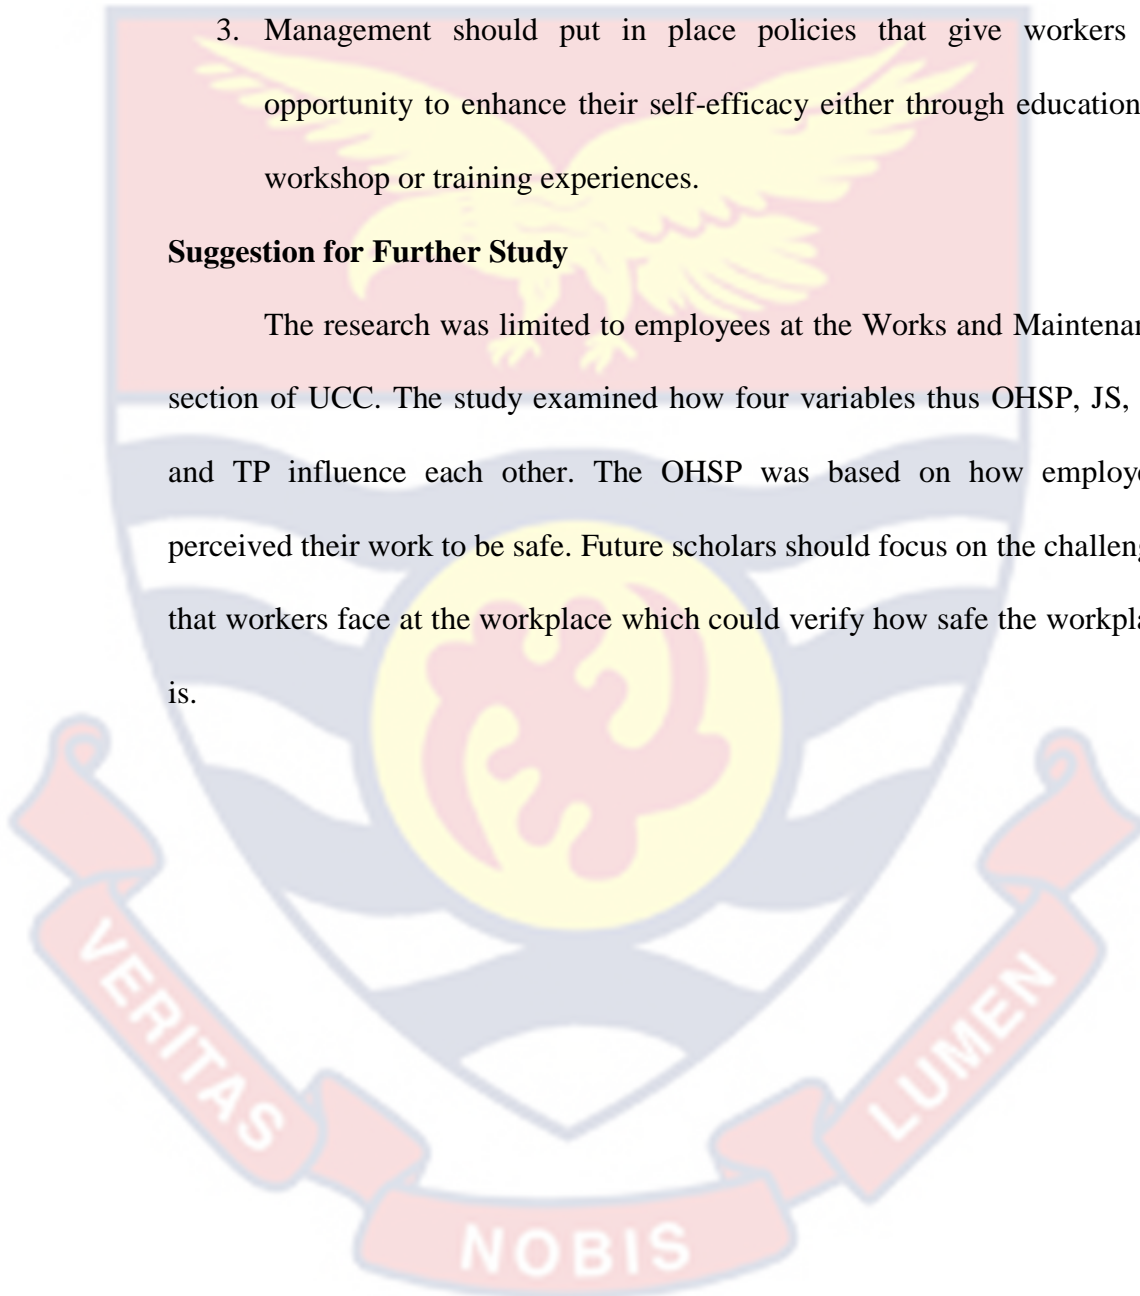 3. Management should put in place policies that give workers
opportunity to enhance their self-efficacy either through education
workshop or training experiences.
Suggestion for Further Study
The research was limited to employees at the Works and
section of UCC. The study examined how four variables thus OHSP, JS,
and TP influence each other. The OHSP was based on how
perceived their work to be safe. Future scholars should focus on the
that workers face at the workplace which could verify how safe the
is.
VERITAS
NOBIS
LUMEN